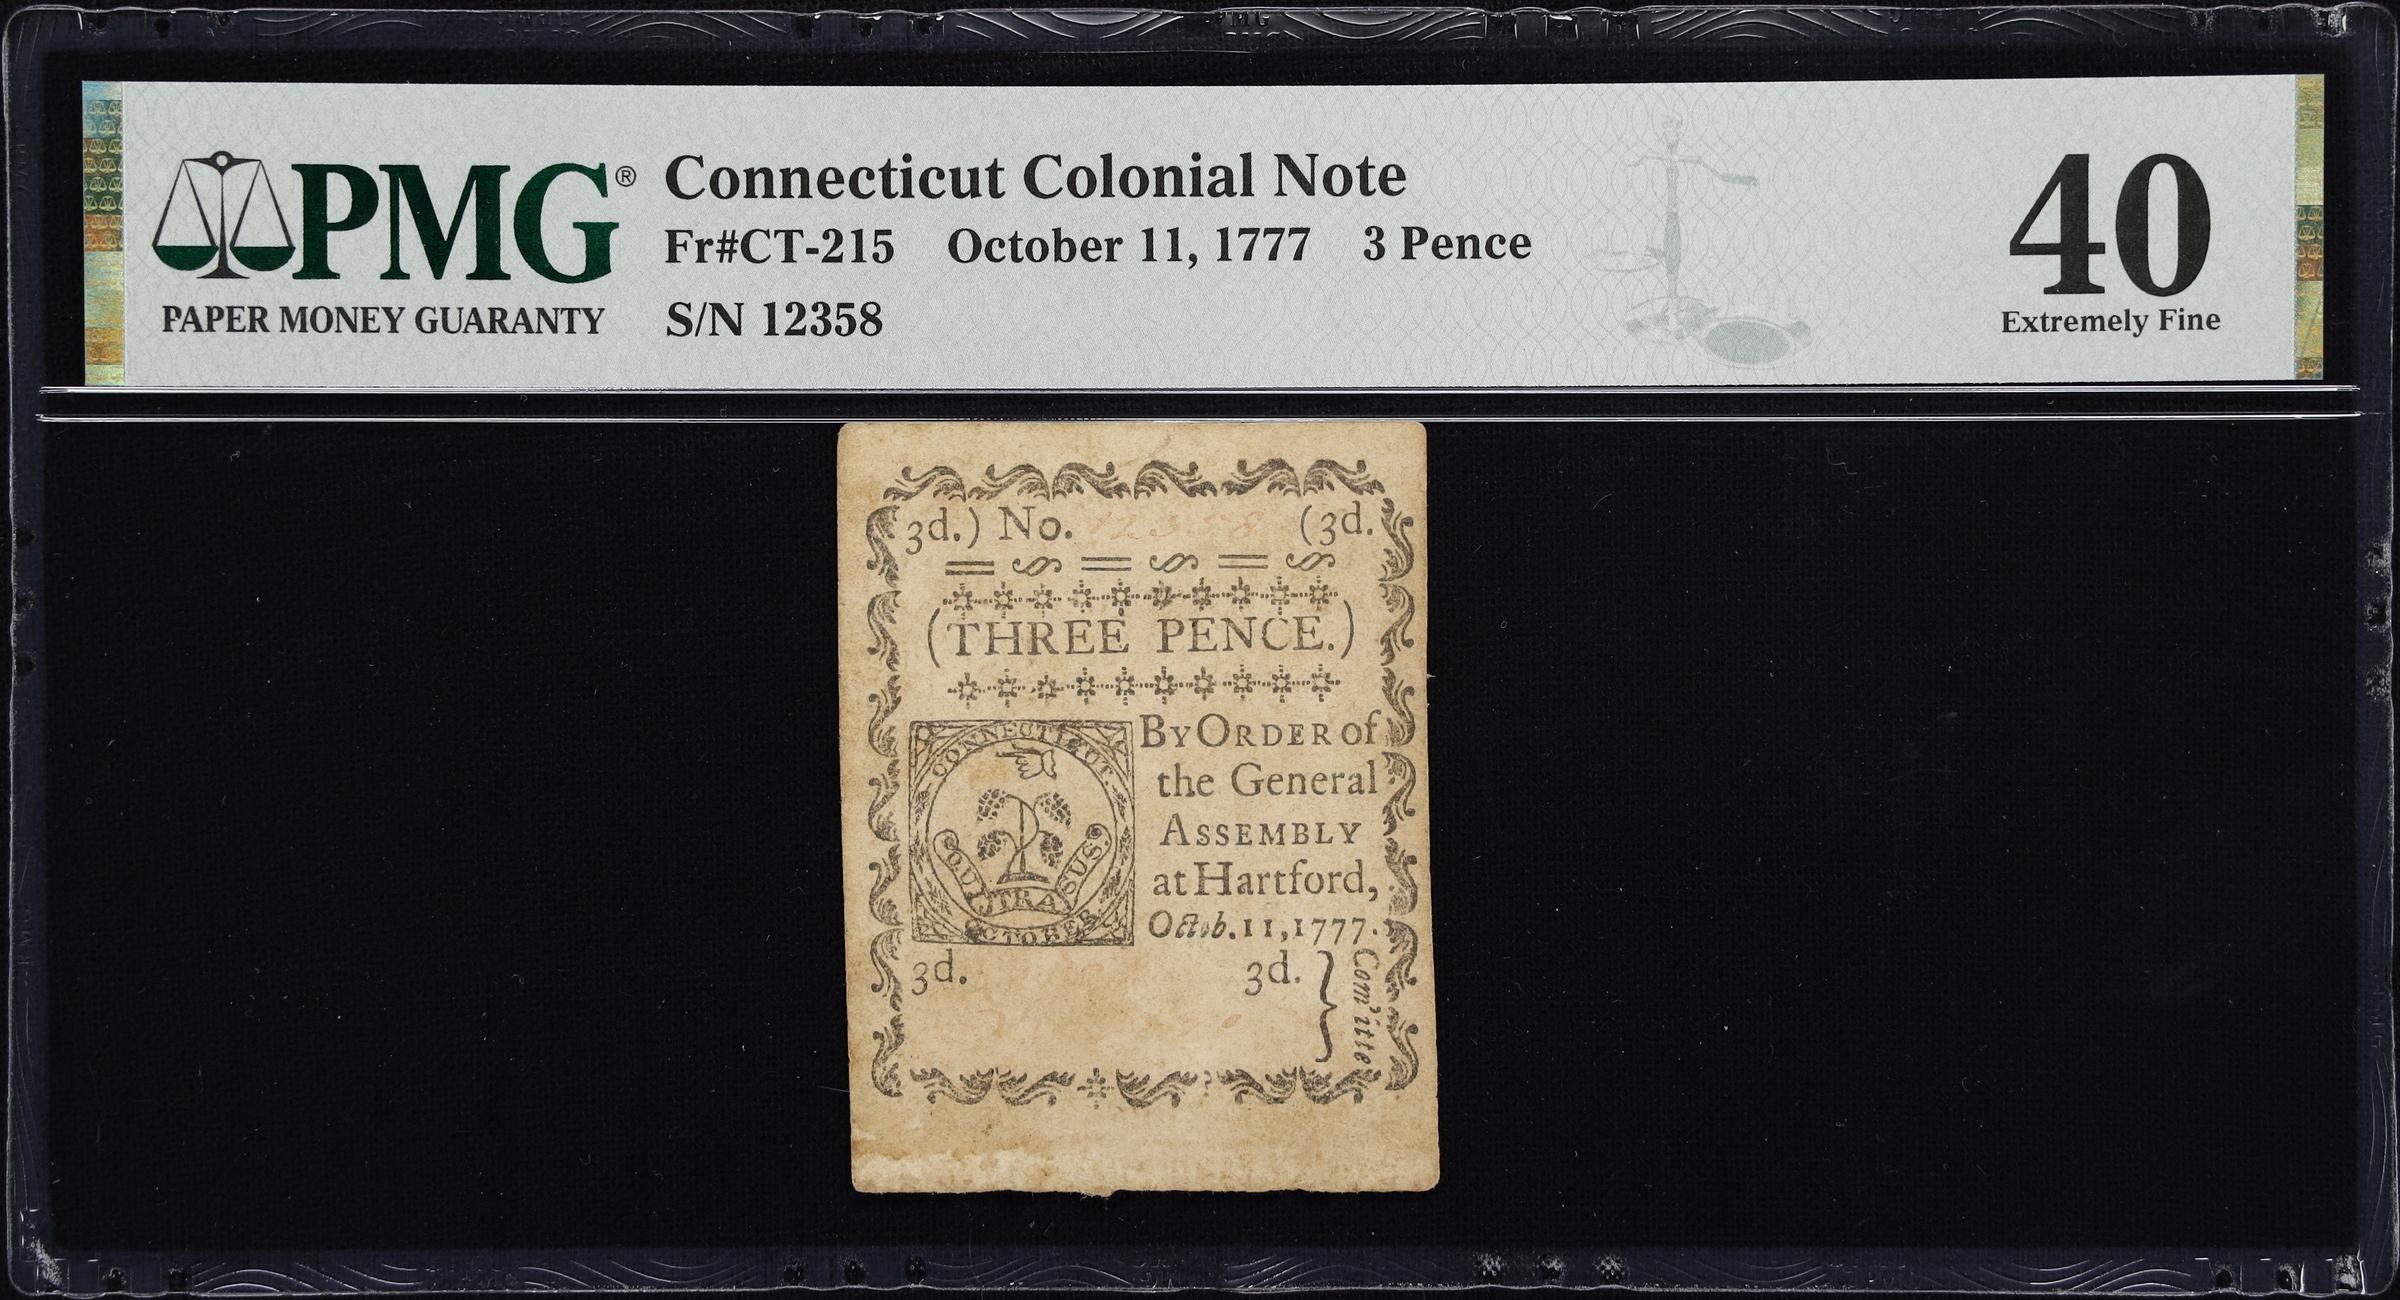 PMG®
PAPER MONEY GUARANTY
Connecticut Colonial Note
Fr#CT-215 October 11, 1777 3 Pence
S/N 12358
40
Extremely Fine
3d.) No. 12358 (3d.
(THREE PENCE.)
CONNECTICUT.
QUI TRA SUS.
OCTOBER
By Order of
the General
Assembly
at Hartford,
Octob. 11, 1777.
3d. 3d.
Com'ittee